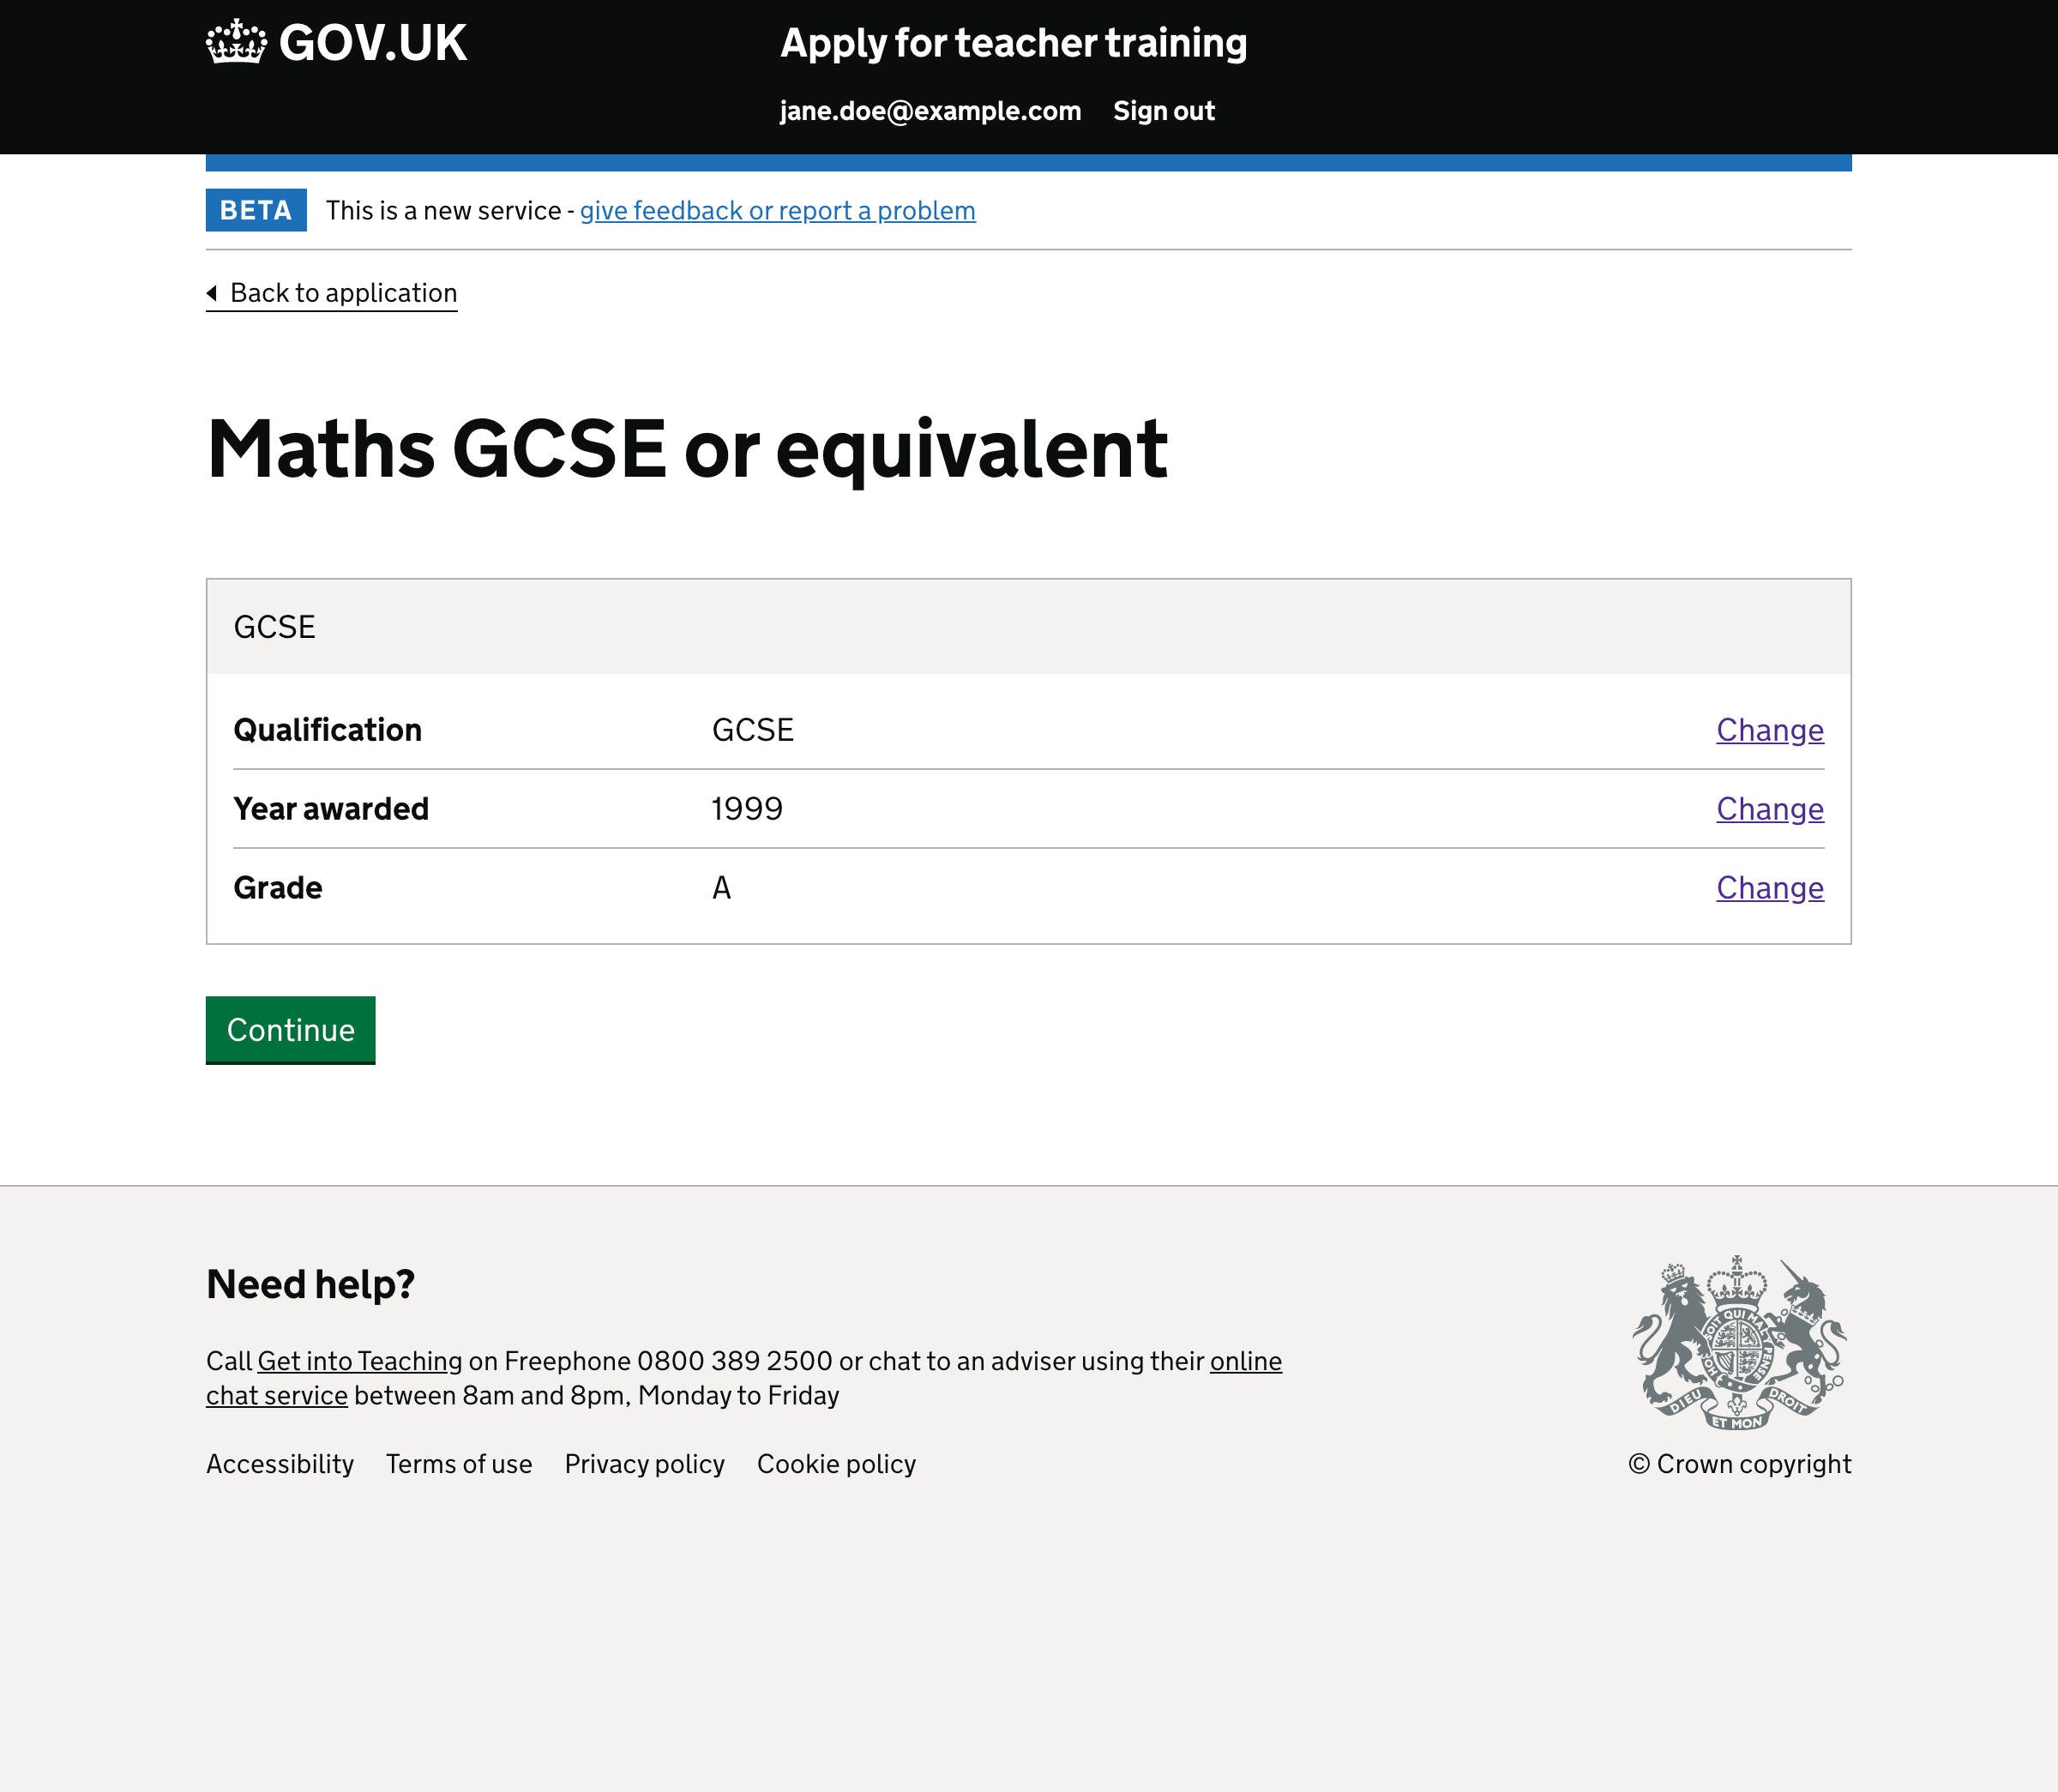 GOV.UK
Apply for teacher training
jane.doe@example.com Sign out
BETA This is a new service - give feedback or report a problem
Back to application
Maths GCSE or equivalent
GCSE
Qualification GCSE Change
Year awarded 1999 Change
Grade A Change
Continue
Need help?
Call Get into Teaching on Freephone 0800 389 2500 or chat to an adviser using their online
chat service between 8am and 8pm, Monday to Friday
SOIT QUI MAL PENSE
DIEU ET MON DROIT
Accessibility Terms of use Privacy policy Cookie policy
© Crown copyright